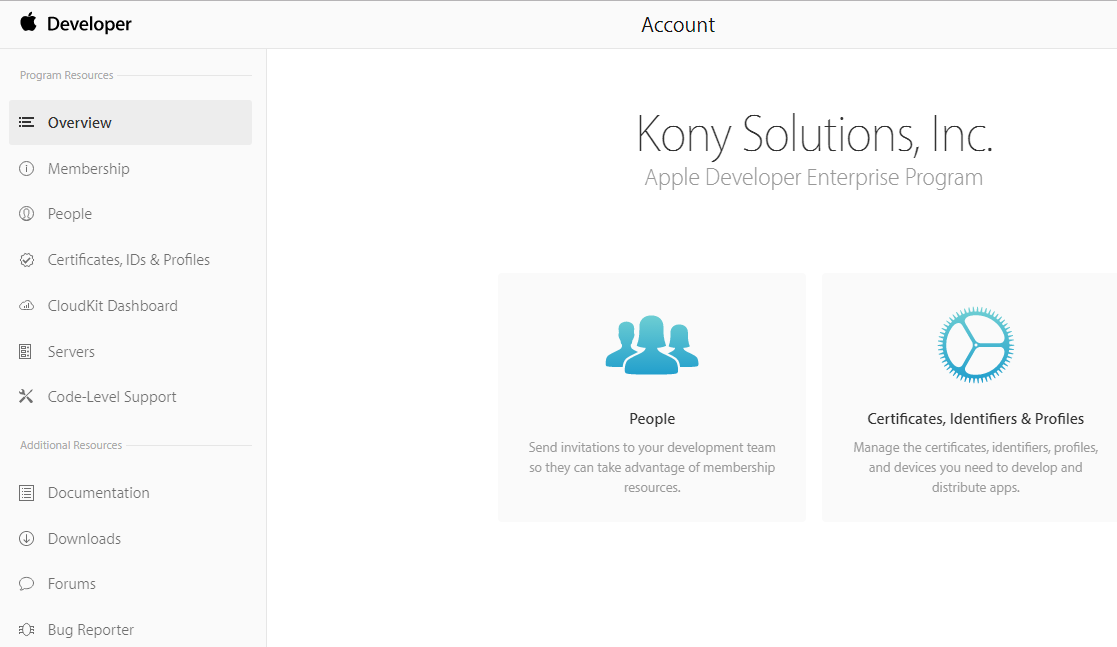 Developer
Account
Program Resources
Overview
Membership
People
Certificates, IDs & Profiles
CloudKit Dashboard
Servers
Code-Level Support
Additional Resources
Documentation
Downloads
Forums
Bug Reporter
Kony Solutions, Inc.
Apple Developer Enterprise Program
People
Send invitations to your development team
so they can take advantage of membership
resources.
Certificates, Identifiers & Profiles
Manage the certificates, identifiers, profiles,
and devices you need to develop and
distribute apps.